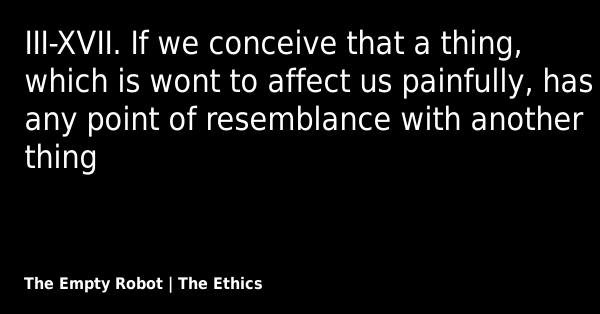 III-XVII. If we conceive that a thing,
which is wont to affect us painfully, has
any point of resemblance with another
thing
The Empty Robot | The Ethics